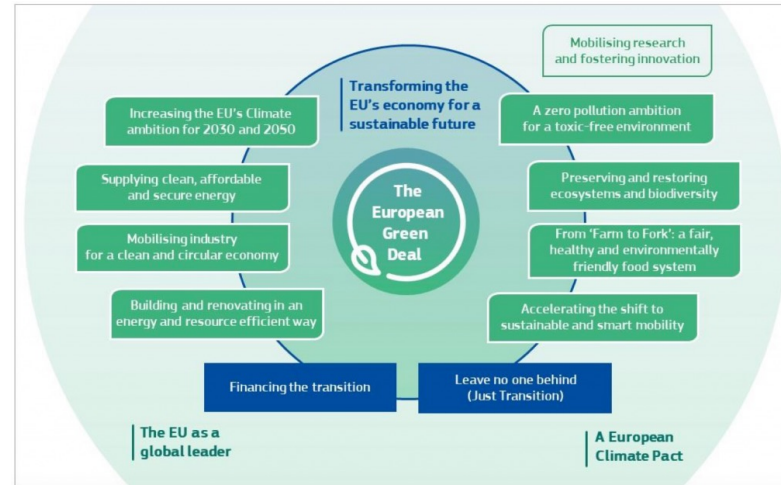 Mobilising research
and fostering innovation
Transforming the
EU's economy for a
sustainable future
Increasing the EU's Climate
ambition for 2030 and 2050
A zero pollution ambition
for a toxic-free environment
Supplying clean, affordable
and secure energy
Preserving and restoring
ecosystems and biodiversity
The
European
Green
Deal
Mobilising industry
for a clean and circular economy
From ‘Farm to Fork’: a fair,
healthy and environmentally
friendly food system
Building and renovating in an
energy and resource efficient way
Accelerating the shift to
sustainable and smart mobility
Financing the transition
Leave no one behind
(Just Transition)
The EU as a
global leader
A European
Climate Pact